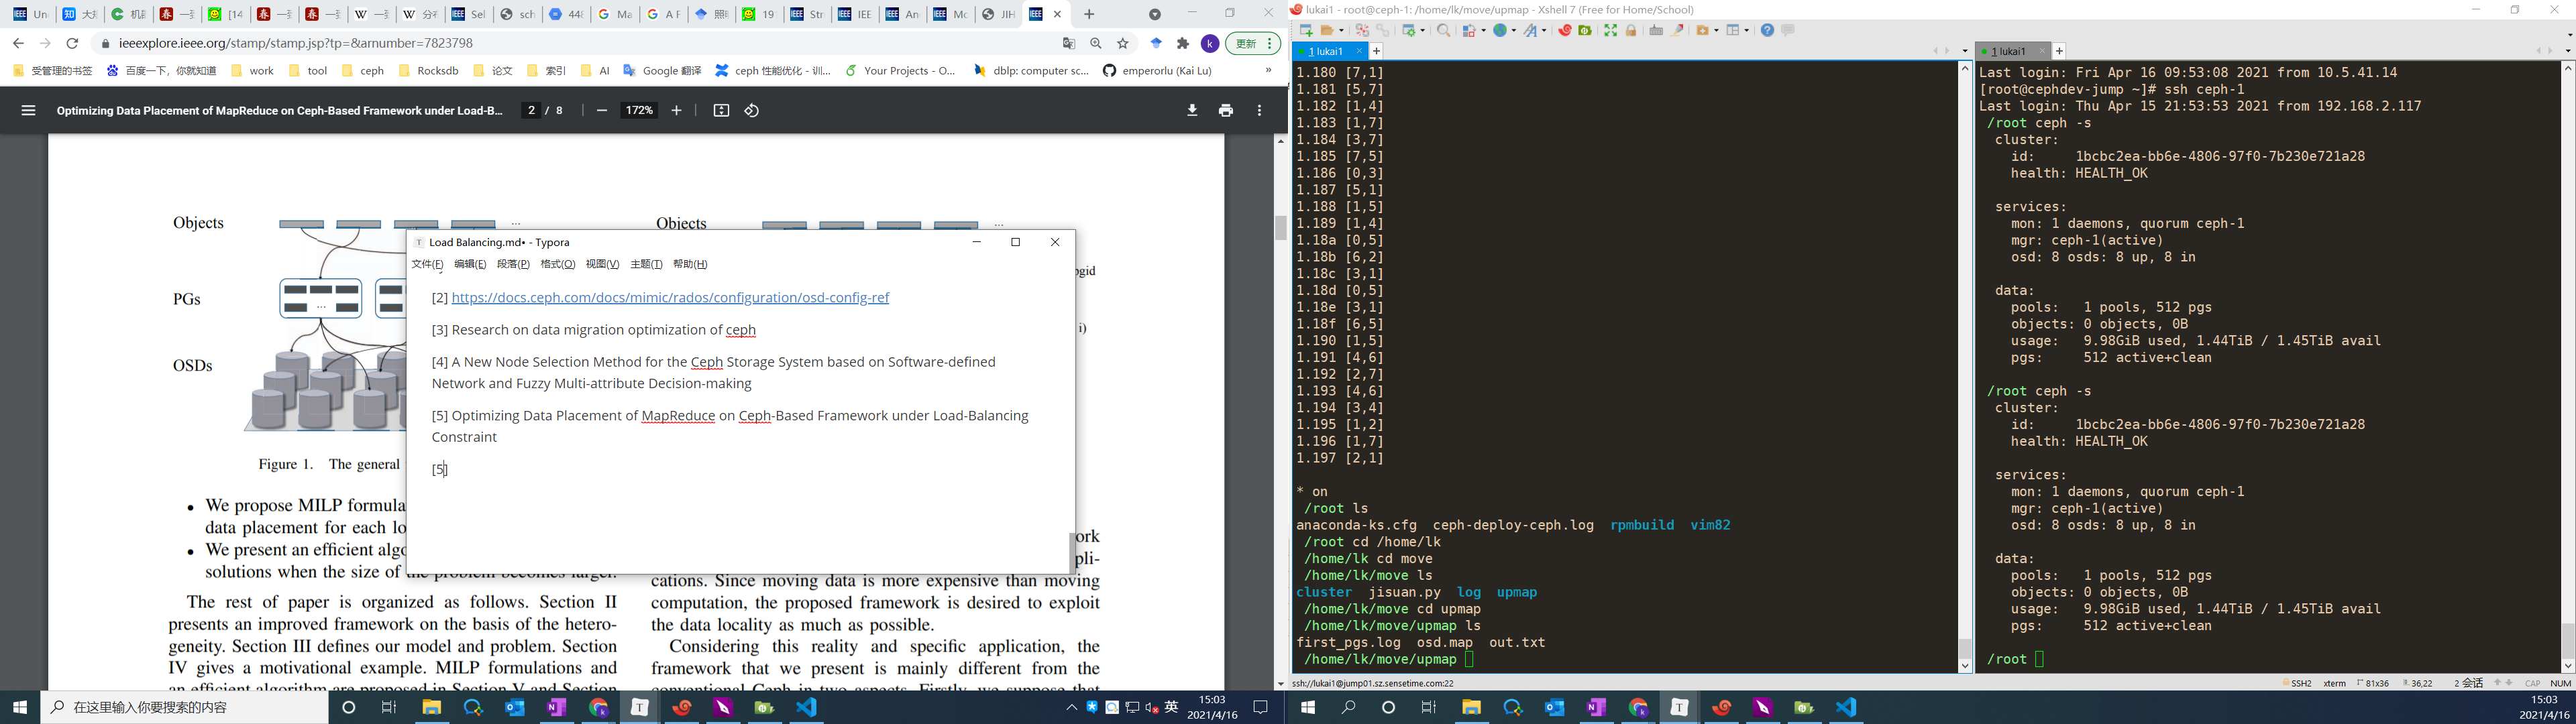 ieeexplore.ieee.org/stamp/stamp.jsp?tp=&arnumber=7823798
更新
受管理的书签 百度一下，你就知道 work tool ceph Rocksdb 论文 索引 AI Google 翻译 ceph 性能优化 - 训... Your Projects - O... dblp: computer sc... emperorlu (Kai Lu) »
Optimizing Data Placement of MapReduce on Ceph-Based Framework under Load-B... 2 / 8 172%
Objects ...
Objects ...
PGs
OSDs
Figure 1. The general
pgid
i)
• We propose MILP formula
data placement for each lo
• We present an efficient algo
solutions when the size of the problem becomes larger.
The rest of paper is organized as follows. Section II
presents an improved framework on the basis of the hetero-
geneity. Section III defines our model and problem. Section
IV gives a motivational example. MILP formulations and
an efficient algorithm are proposed in Section V and Section
ork
pli-
cations. Since moving data is more expensive than moving
computation, the proposed framework is desired to exploit
the data locality as much as possible.
Considering this reality and specific application, the
framework that we present is mainly different from the
conventional Ceph in two aspects. Firstly, we suppose that
Load Balancing.md• - Typora
文件(F) 编辑(E) 段落(P) 格式(O) 视图(V) 主题(T) 帮助(H)
[2] https://docs.ceph.com/docs/mimic/rados/configuration/osd-config-ref
[3] Research on data migration optimization of ceph
[4] A New Node Selection Method for the Ceph Storage System based on Software-defined
Network and Fuzzy Multi-attribute Decision-making
[5] Optimizing Data Placement of MapReduce on Ceph-Based Framework under Load-Balancing
Constraint
[5]
在这里输入你要搜索的内容
英
15:03
2021/4/16
lukai1 - root@ceph-1: /home/lk/move/upmap - Xshell 7 (Free for Home/School)
1 lukai1
1.180 [7,1]
1.181 [5,7]
1.182 [1,4]
1.183 [1,7]
1.184 [3,7]
1.185 [7,5]
1.186 [0,3]
1.187 [5,1]
1.188 [1,5]
1.189 [1,4]
1.18a [0,5]
1.18b [6,2]
1.18c [3,1]
1.18d [0,5]
1.18e [3,1]
1.18f [6,5]
1.190 [1,5]
1.191 [4,6]
1.192 [2,7]
1.193 [4,6]
1.194 [3,4]
1.195 [1,2]
1.196 [1,7]
1.197 [2,1]
* on
/root ls
anaconda-ks.cfg ceph-deploy-ceph.log rpmbuild vim82
/root cd /home/lk
/home/lk cd move
/home/lk/move ls
cluster jisuan.py log upmap
/home/lk/move cd upmap
/home/lk/move/upmap ls
first_pgs.log osd.map out.txt
/home/lk/move/upmap
1 lukai1
Last login: Fri Apr 16 09:53:08 2021 from 10.5.41.14
[root@cephdev-jump ~]# ssh ceph-1
Last login: Thu Apr 15 21:53:53 2021 from 192.168.2.117
/root ceph -s
cluster:
id: 1bcbc2ea-bb6e-4806-97f0-7b230e721a28
health: HEALTH_OK
services:
mon: 1 daemons, quorum ceph-1
mgr: ceph-1(active)
osd: 8 osds: 8 up, 8 in
data:
pools: 1 pools, 512 pgs
objects: 0 objects, 0B
usage: 9.98GiB used, 1.44TiB / 1.45TiB avail
pgs: 512 active+clean
/root ceph -s
cluster:
id: 1bcbc2ea-bb6e-4806-97f0-7b230e721a28
health: HEALTH_OK
services:
mon: 1 daemons, quorum ceph-1
mgr: ceph-1(active)
osd: 8 osds: 8 up, 8 in
data:
pools: 1 pools, 512 pgs
objects: 0 objects, 0B
usage: 9.98GiB used, 1.44TiB / 1.45TiB avail
pgs: 512 active+clean
/root
ssh://lukai1@jump01.sz.sensetime.com:22 SSH2 xterm 81x36 36,22 2 会话 CAP NUM
15:03
2021/4/16